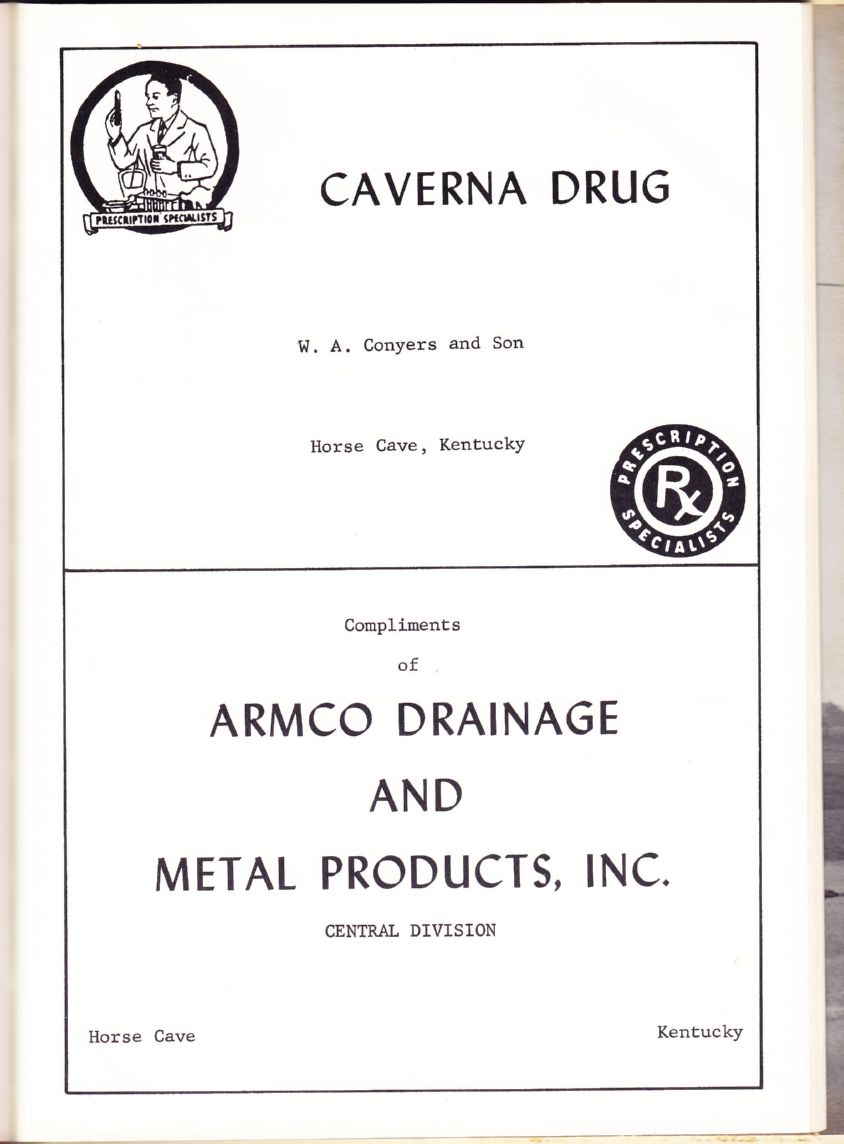 PRESCRIPTION SPECIALISTS
CAVERNA DRUG
W. A. Conyers and Son
Horse Cave, Kentucky
PRESCRIPTION
Rx
SPECIALISTS
Compliments
of
ARMCO DRAINAGE
AND
METAL PRODUCTS, INC.
CENTRAL DIVISION
Horse Cave Kentucky